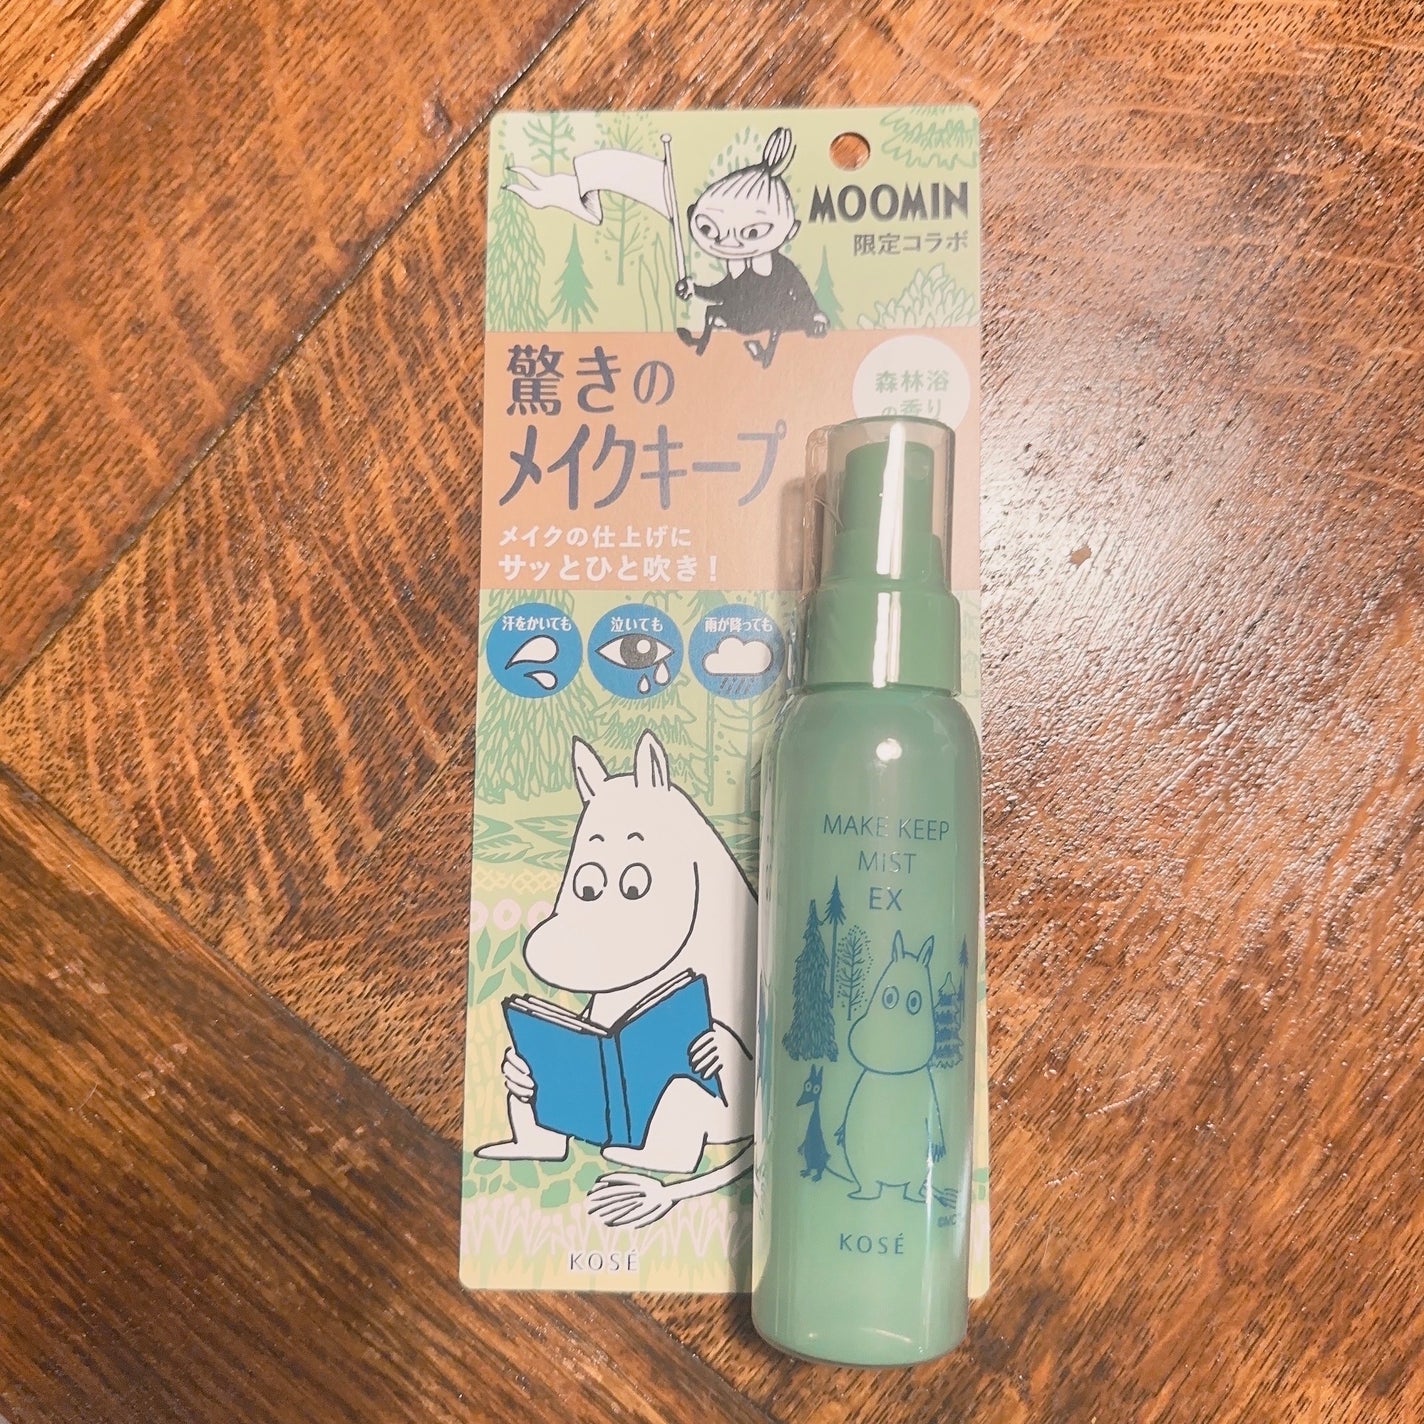 MOOMIN
限定コラボ
驚きの
メイクキープ
森林浴
の香り
メイクの仕上げに
サッとひと吹き!
汗をかいても
泣いても
雨が降っても
MAKE KEEP
MIST
EX
©MC
KOSÉ
KOSÉ